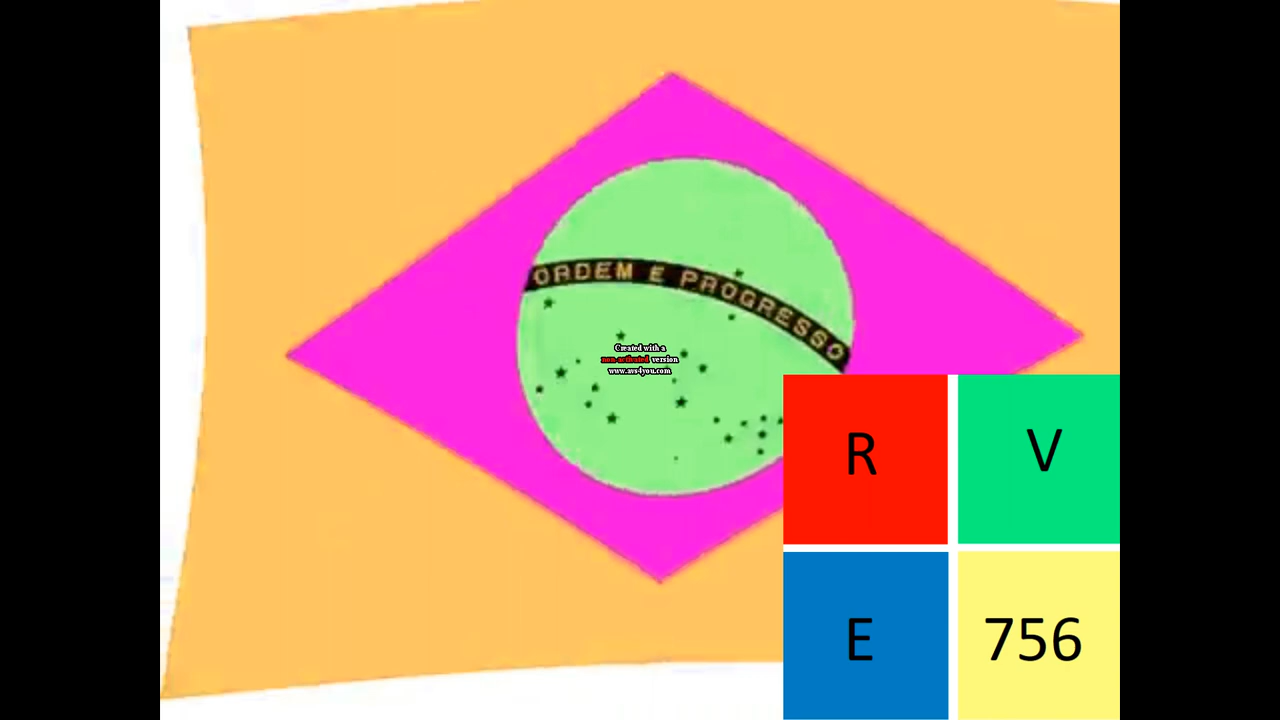 ORDEM E PROGRESSO
Created with a
non-activated version
www.avs4you.com
R
V
E
756